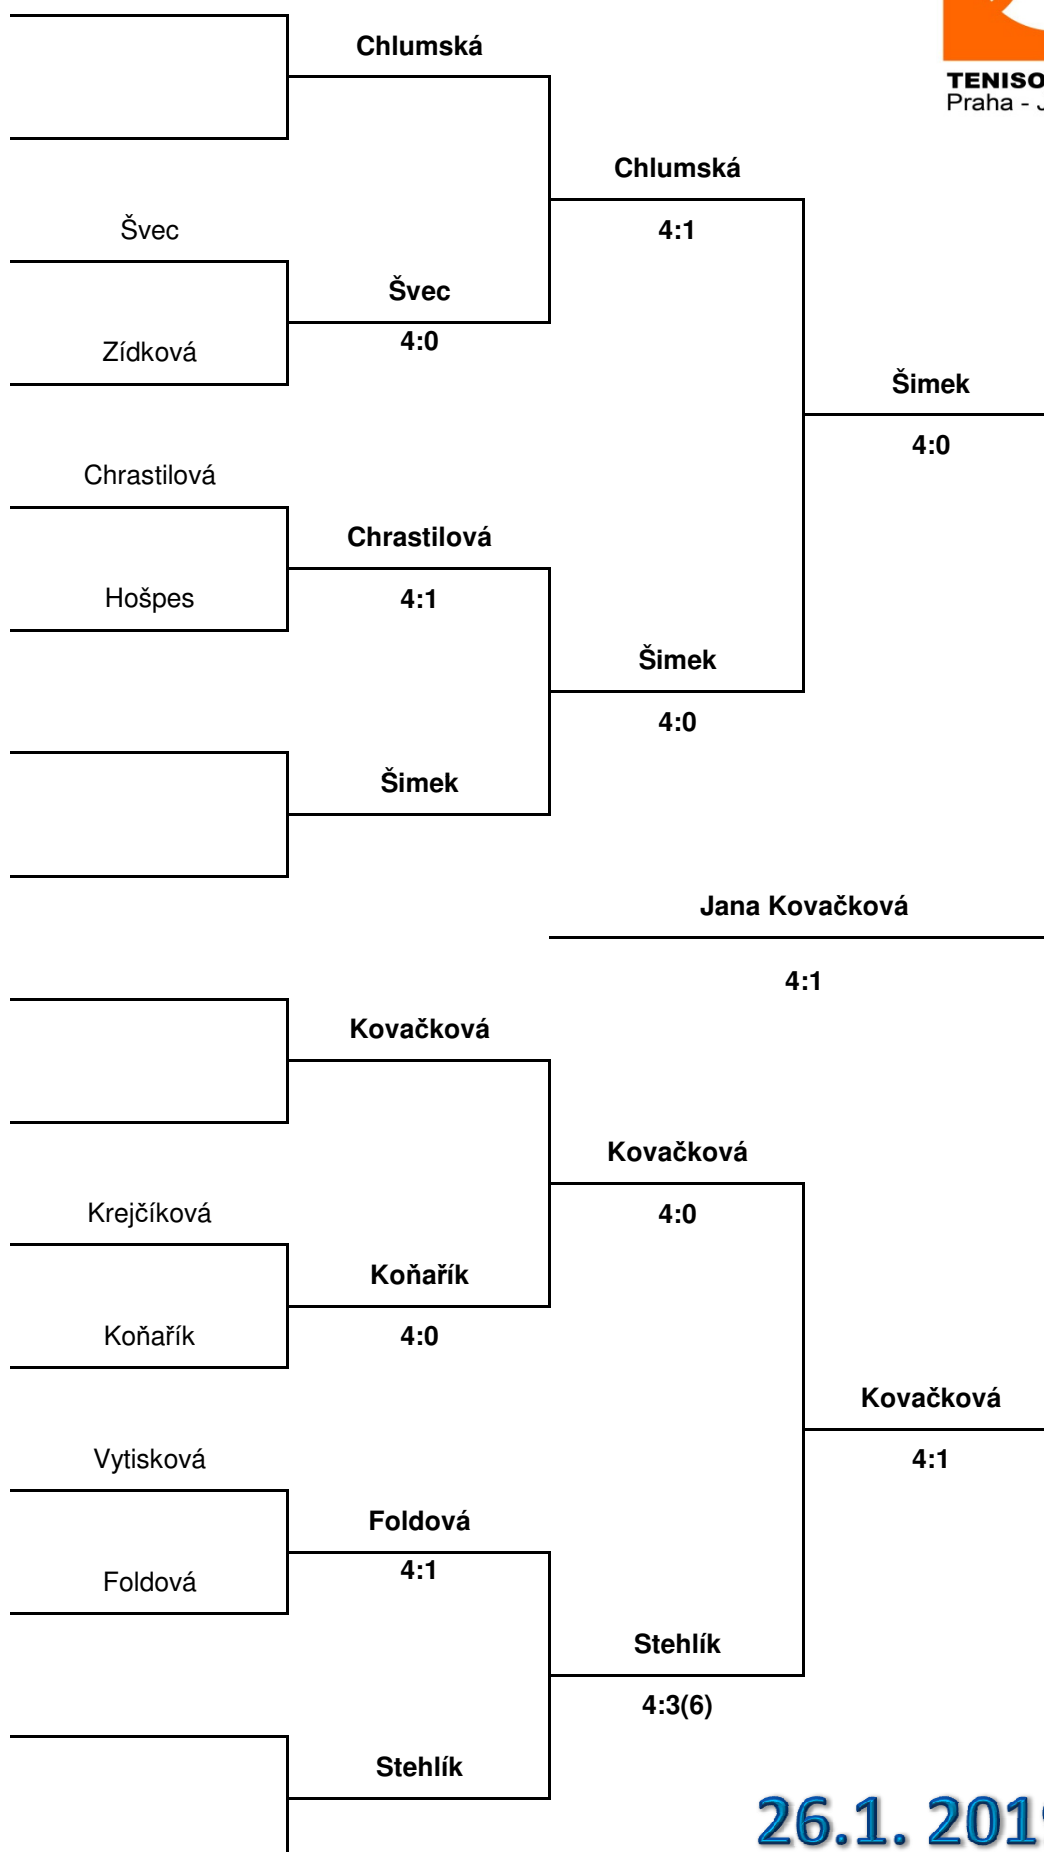 Chlumská
TENISO
Praha - J
Chlumská
Švec
4:1
Švec
4:0
Zídková
Šimek
4:0
Chrastilová
Chrastilová
Hošpes
4:1
Šimek
4:0
Šimek
Jana Kovačková
4:1
Kovačková
Kovačková
Krejčíková
4:0
Koňařík
Koňařík
4:0
Kovačková
Vytisková
4:1
Foldová
4:1
Foldová
Stehlík
4:3(6)
Stehlík
26.1. 2019